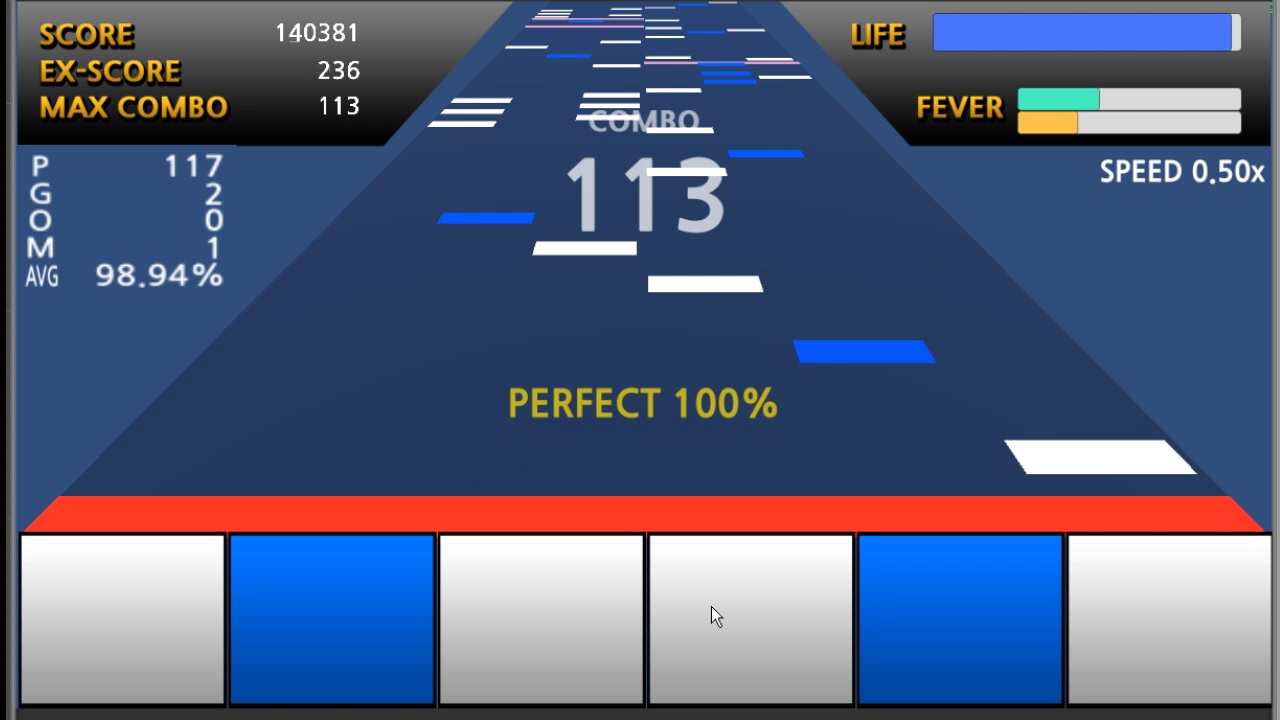 SCORE 140381
EX-SCORE 236
MAX COMBO 113
LIFE
FEVER
SPEED 0.50x
P 117
G 2
O 0
M 1
AVG 98.94%
COMBO
113
PERFECT 100%